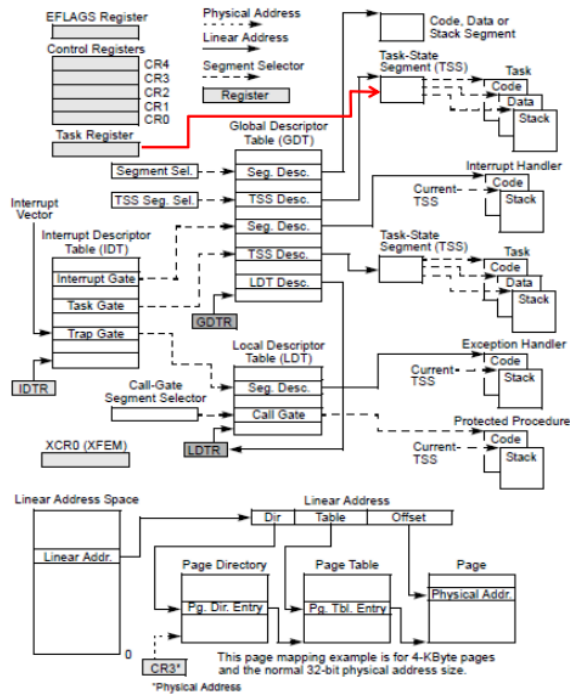 EFLAGS Register
Control Registers
CR4
CR3
CR2
CR1
CR0
Task Register
Physical Address
Linear Address
Segment Selector
Register
Code, Data or
Stack Segment
Task-State
Segment (TSS)
Task
Code
Data
Stack
Global Descriptor
Table (GDT)
Segment Sel.
Seg. Desc.
TSS Seg. Sel.
TSS Desc.
Seg. Desc.
TSS Desc.
LDT Desc.
GDTR
Interrupt Handler
Code
Current-
TSS
Stack
Interrupt
Vector
Interrupt Descriptor
Table (IDT)
Interrupt Gate
Task Gate
Trap Gate
IDTR
Task-State
Segment (TSS)
Task
Code
Data
Stack
Local Descriptor
Table (LDT)
Seg. Desc.
Call Gate
LDTR
Call-Gate
Segment Selector
Exception Handler
Code
Current-
TSS
Stack
Protected Procedure
Code
Current-
TSS
Stack
XCR0 (XFEM)
Linear Address Space
Linear Addr.
0
Linear Address
Dir
Table
Offset
Page Directory
Pg. Dir. Entry
Page Table
Pg. Tbl. Entry
Page
Physical Addr.
CR3*
*Physical Address
This page mapping example is for 4-KByte pages
and the normal 32-bit physical address size.